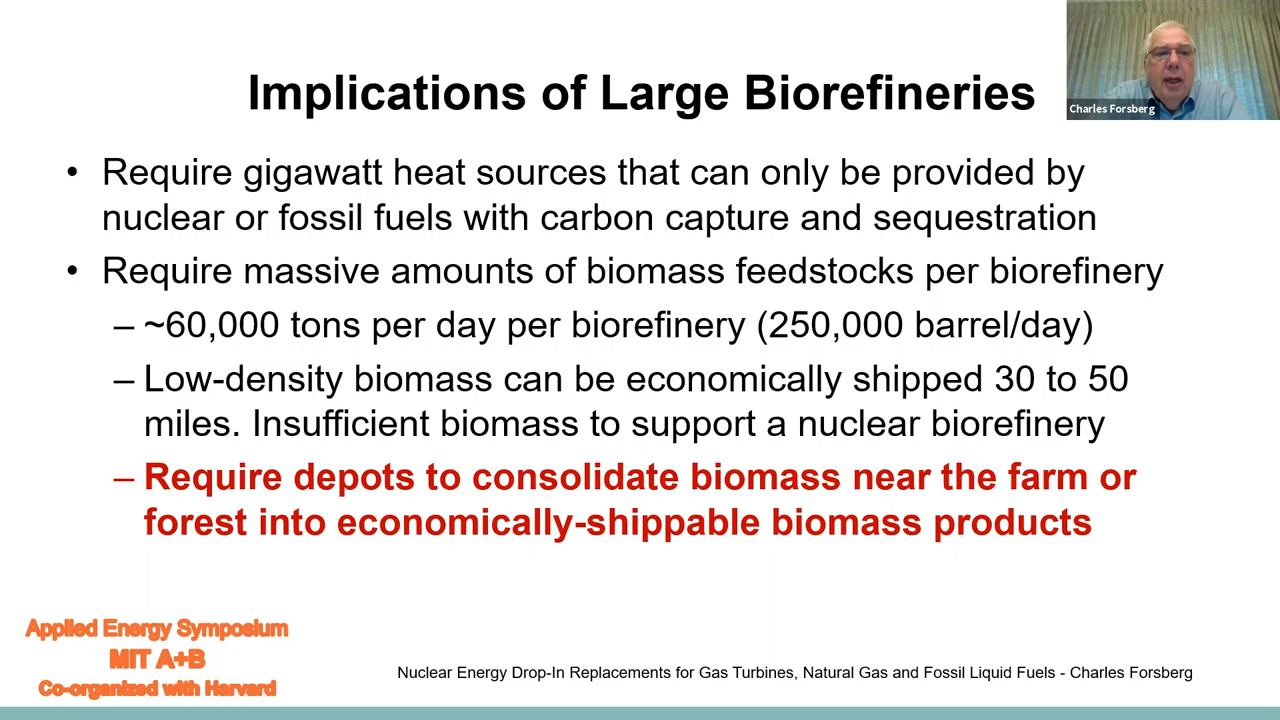 Implications of Large Biorefineries
Charles Forsberg
• Require gigawatt heat sources that can only be provided by
nuclear or fossil fuels with carbon capture and sequestration
• Require massive amounts of biomass feedstocks per biorefinery
– ~60,000 tons per day per biorefinery (250,000 barrel/day)
– Low-density biomass can be economically shipped 30 to 50
miles. Insufficient biomass to support a nuclear biorefinery
– Require depots to consolidate biomass near the farm or
forest into economically-shippable biomass products
Applied Energy Symposium
MIT A+B
Co-organized with Harvard
Nuclear Energy Drop-In Replacements for Gas Turbines, Natural Gas and Fossil Liquid Fuels - Charles Forsberg